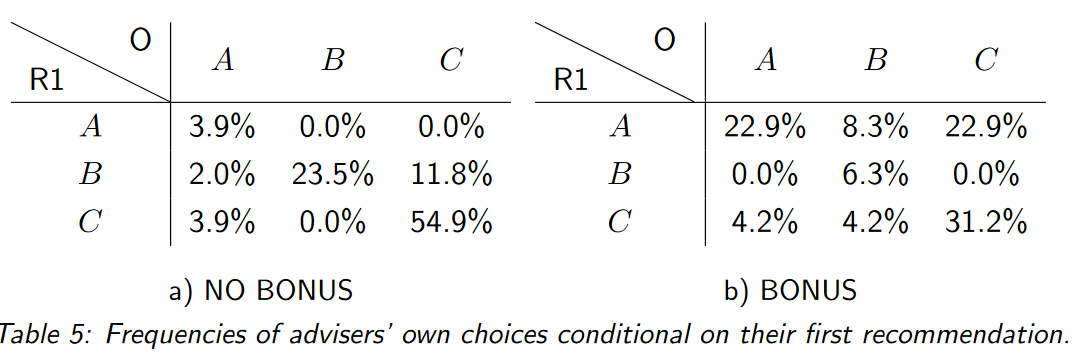 O A B C O A B C
R1 R1
A 3.9% 0.0% 0.0% A 22.9% 8.3% 22.9%
B 2.0% 23.5% 11.8% B 0.0% 6.3% 0.0%
C 3.9% 0.0% 54.9% C 4.2% 4.2% 31.2%
a) NO BONUS b) BONUS
Table 5: Frequencies of advisers' own choices conditional on their first recommendation.